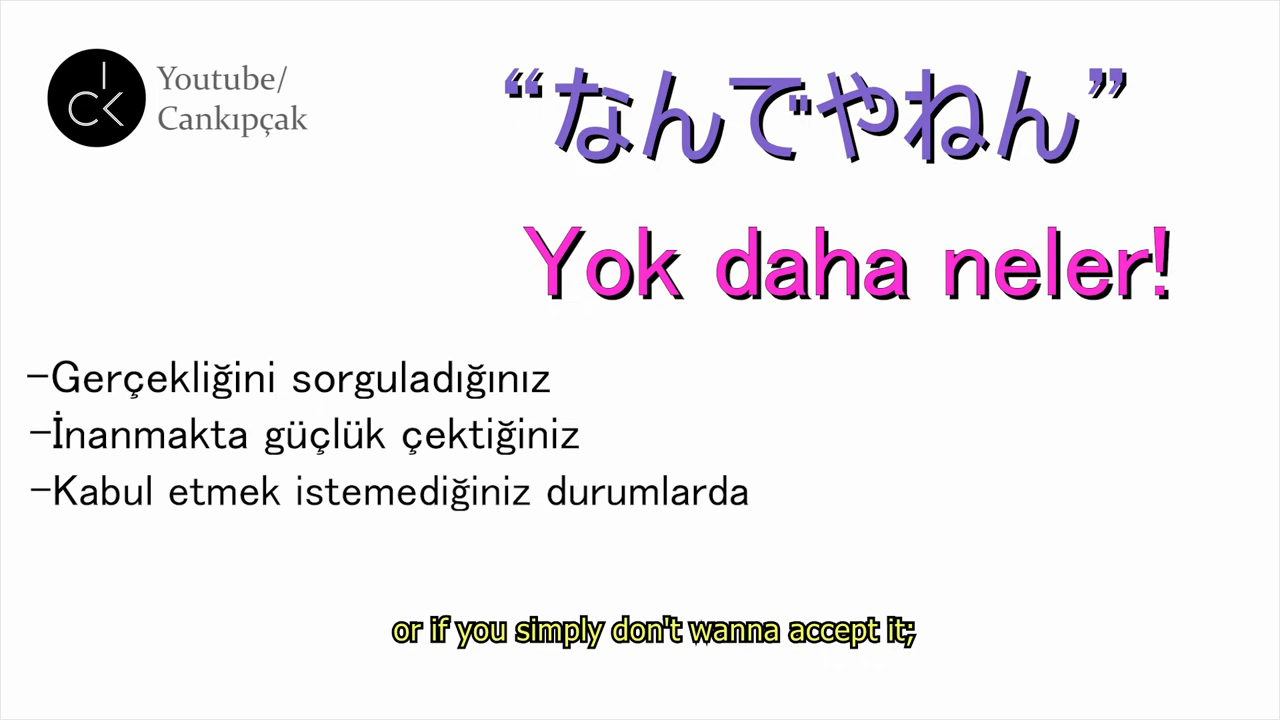 Youtube/
Cankıpçak
“なんでやねん”
Yok daha neler!
-Gerçekliğini sorguladığınız
-İnanmakta güçlük çektiğiniz
-Kabul etmek istemediğiniz durumlarda
or if you simply don't wanna accept it;